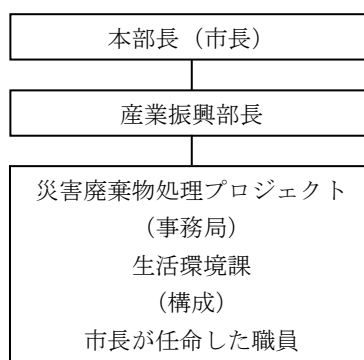 本部長（市長）
産業振興部長
災害廃棄物処理プロジェクト
（事務局）
生活環境課
（構成）
市長が任命した職員